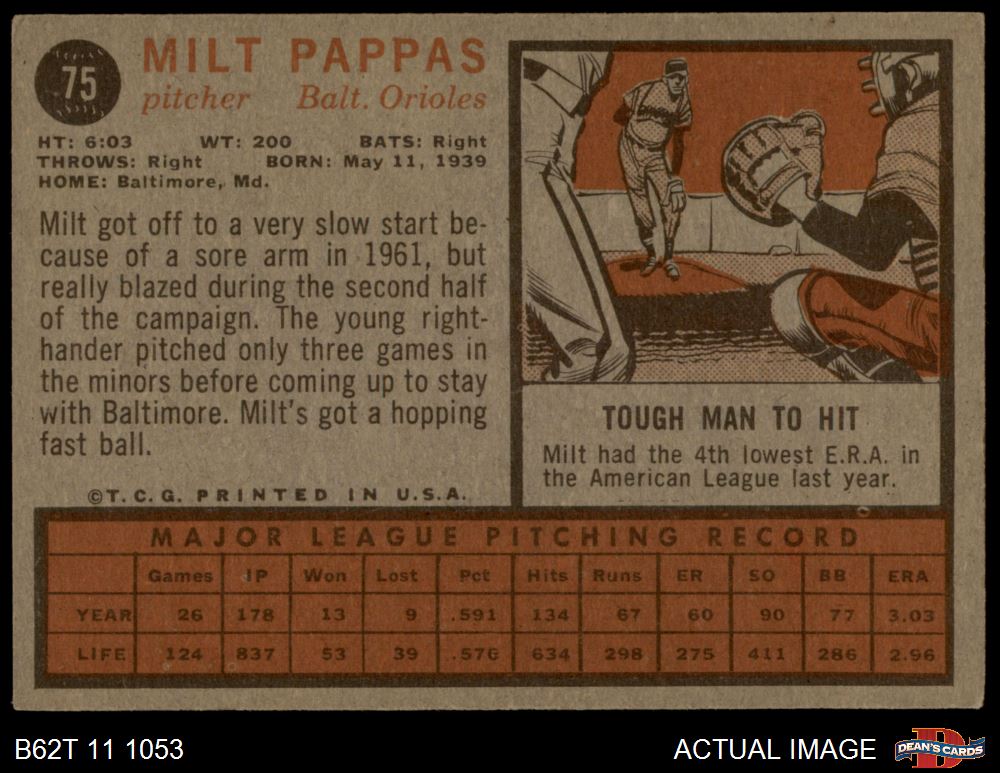 75
MILT PAPPAS
pitcher Balt. Orioles
HT: 6:03 WT: 200 BATS: Right
THROWS: Right BORN: May 11, 1939
HOME: Baltimore, Md.
Milt got off to a very slow start be-
cause of a sore arm in 1961, but
really blazed during the second half
of the campaign. The young right-
hander pitched only three games in
the minors before coming up to stay
with Baltimore. Milt's got a hopping
fast ball.
©T.C.G. PRINTED IN U.S.A.
TOUGH MAN TO HIT
Milt had the 4th lowest E.R.A. in
the American League last year.
MAJOR LEAGUE PITCHING RECORD
Games IP Won Lost Pct Hits Runs ER SO BB ERA
YEAR 26 178 13 9 .591 134 67 60 90 77 3.03
LIFE 124 837 53 39 .576 634 298 275 411 286 2.96
B62T 11 1053
ACTUAL IMAGE
DEAN'S CARDS